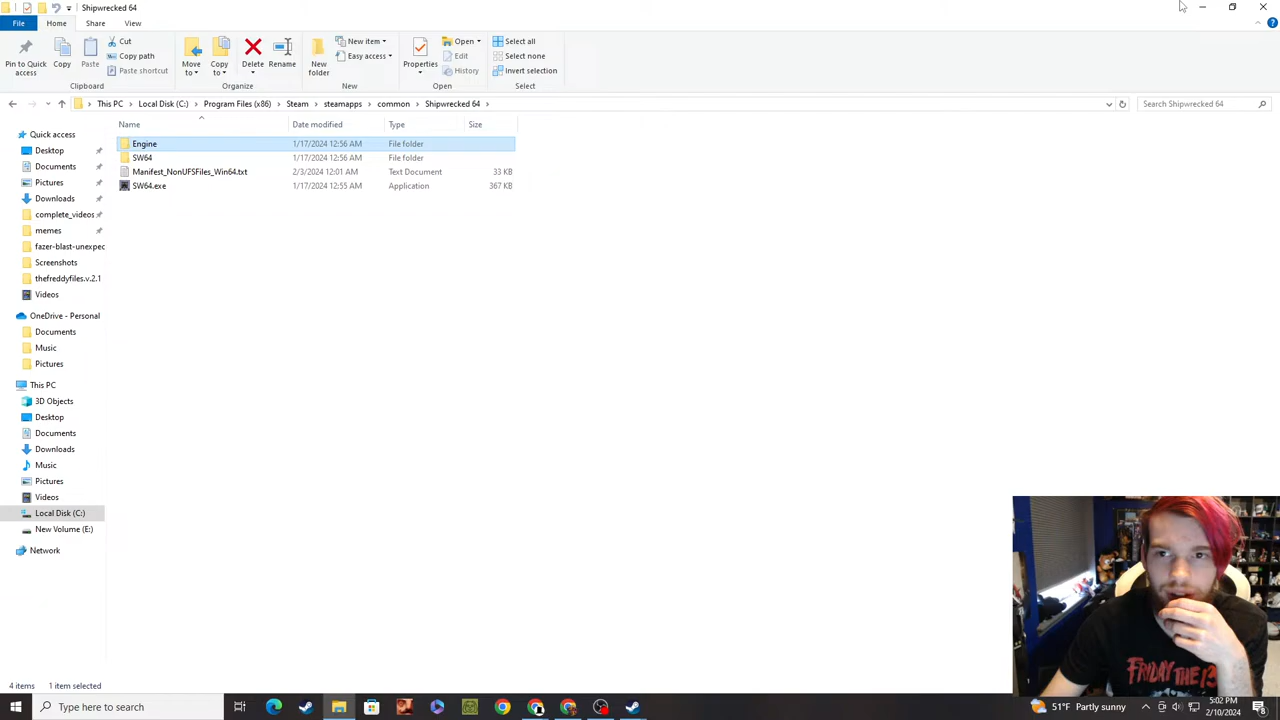 Shipwrecked 64
File Home Share View
Pin to Quick access
Copy
Paste
Cut
Copy path
Paste shortcut
Move to
Copy to
Delete
Rename
New folder
New item
Easy access
Properties
Open
Edit
History
Select all
Select none
Invert selection
Clipboard Organize New Open Select
This PC Local Disk (C:) Program Files (x86) Steam steamapps common Shipwrecked 64
Search Shipwrecked 64
Name Date modified Type Size
Engine 1/17/2024 12:56 AM File folder
SW64 1/17/2024 12:56 AM File folder
Manifest_NonUFSFiles_Win64.txt 2/3/2024 12:01 AM Text Document 33 KB
SW64.exe 1/17/2024 12:55 AM Application 367 KB
Quick access
Desktop
Documents
Pictures
Downloads
complete_videos
memes
fazer-blast-unexpec
Screenshots
thefreddyfiles.v.2.1
Videos
OneDrive - Personal
Documents
Music
Pictures
This PC
3D Objects
Desktop
Documents
Downloads
Music
Pictures
Videos
Local Disk (C:)
New Volume (E:)
Network
FRIDAY THE 13
4 items 1 item selected
Type here to search
51°F Partly sunny
5:02 PM
2/10/2024
8